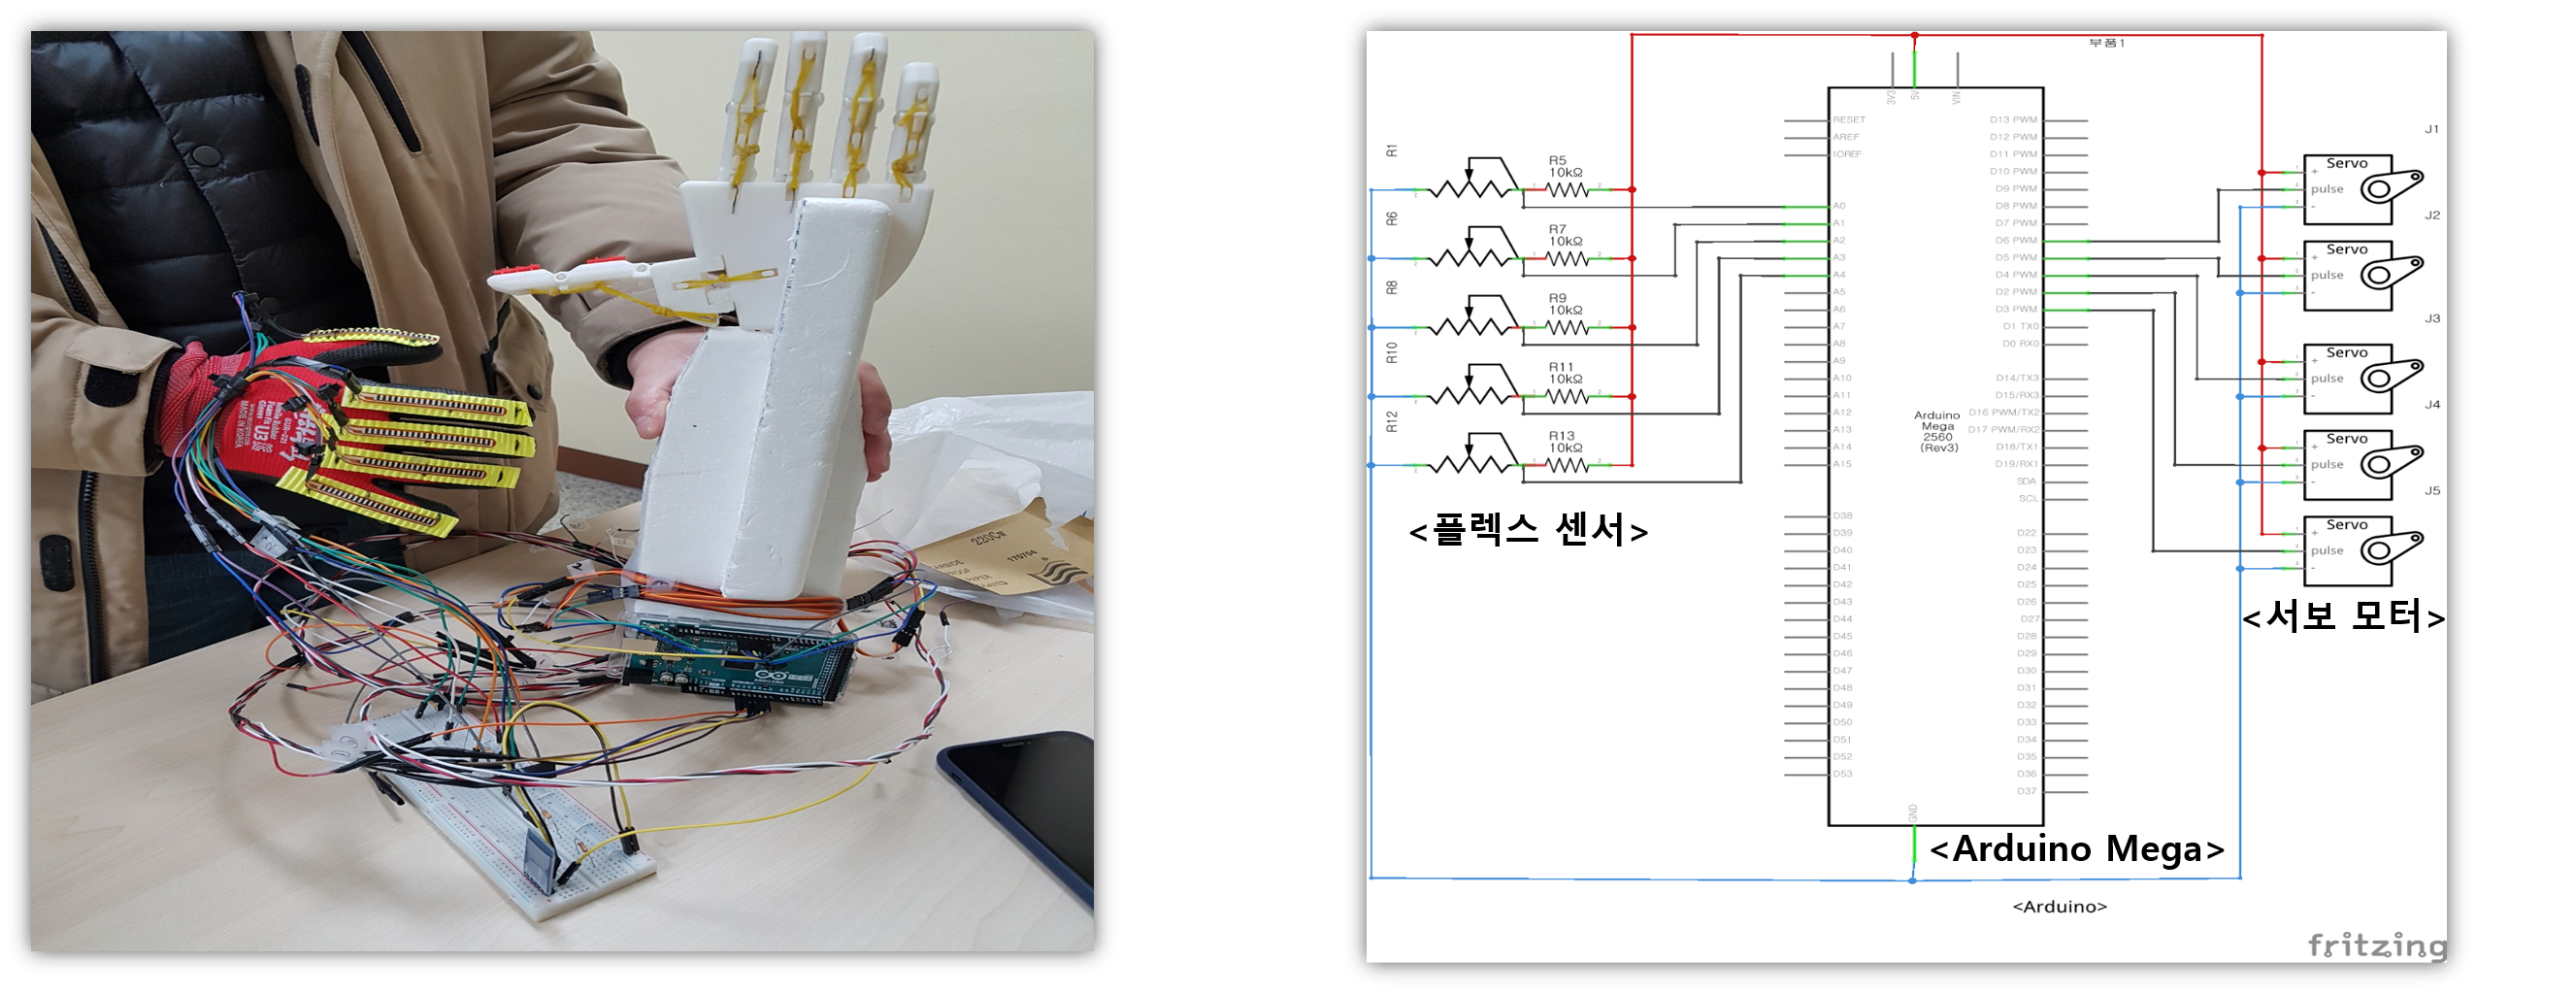 MADE IN KOREA
U3
220Cw
170704
부품1
3V3
5V
VIN
RESET
AREF
IOREF
A0
A1
A2
A3
A4
A5
A6
A7
A8
A9
A10
A11
A12
A13
A14
A15
D38
D39
D40
D41
D42
D43
D44
D45
D46
D47
D48
D49
D50
D51
D52
D53
D13 PWM
D12 PWM
D11 PWM
D10 PWM
D9 PWM
D8 PWM
D7 PWM
D6 PWM
D5 PWM
D4 PWM
D2 PWM
D3 PWM
D1 TX0
D0 RX0
D14/TX3
D15/RX3
D16 PWM/TX2
D17 PWM/RX2
D18/TX1
D19/RX1
SDA
SCL
D22
D23
D24
D25
D26
D27
D28
D29
D30
D31
D32
D33
D34
D35
D36
D37
GND
Arduino
Mega
2560
(Rev3)
R1
R5
10kΩ
R6
R7
10kΩ
R8
R9
10kΩ
R10
R11
10kΩ
R12
R13
10kΩ
<플렉스 센서>
J1
Servo
+
pulse
-
J2
Servo
+
pulse
-
J3
Servo
+
pulse
-
J4
Servo
+
pulse
-
J5
Servo
+
pulse
-
<서보 모터>
<Arduino Mega>
<Arduino>
fritzing